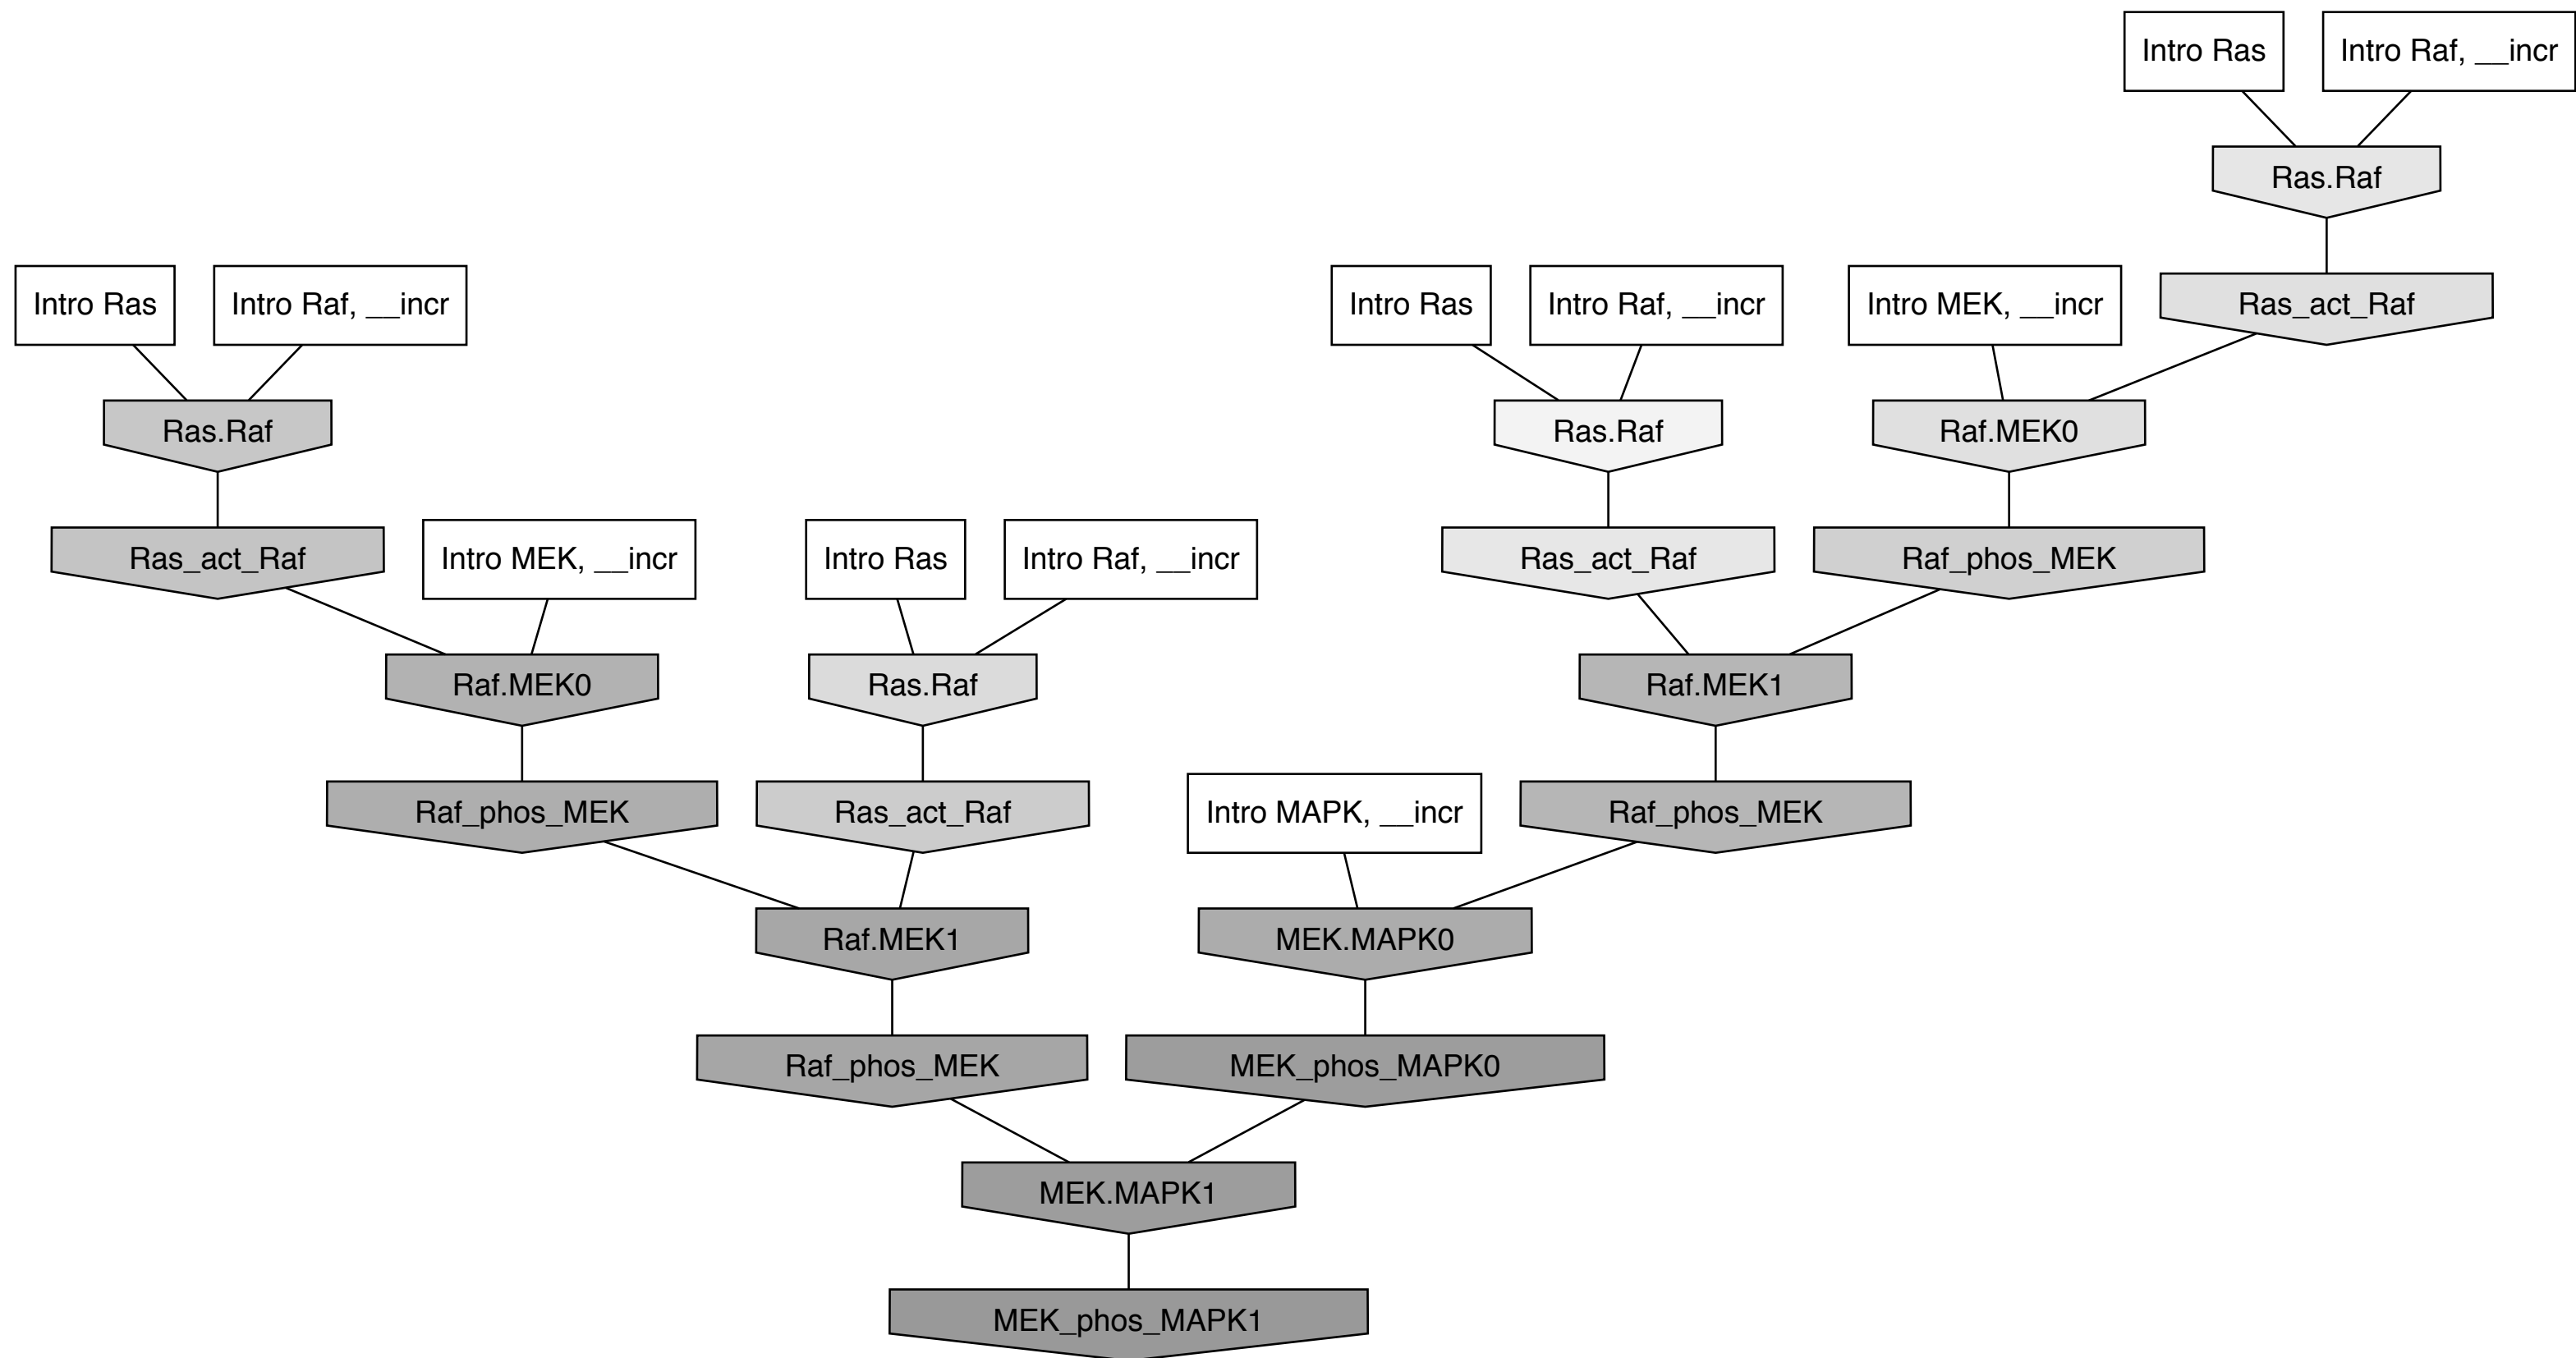 Intro Ras
Intro Raf, __incr
Ras.Raf
Intro Ras
Intro Raf, __incr
Intro Ras
Intro Raf, __incr
Intro MEK, __incr
Ras_act_Raf
Ras.Raf
Ras.Raf
Raf.MEK0
Ras_act_Raf
Intro MEK, __incr
Intro Ras
Intro Raf, __incr
Ras_act_Raf
Raf_phos_MEK
Raf.MEK0
Ras.Raf
Raf.MEK1
Raf_phos_MEK
Ras_act_Raf
Intro MAPK, __incr
Raf_phos_MEK
Raf.MEK1
MEK.MAPK0
Raf_phos_MEK
MEK_phos_MAPK0
MEK.MAPK1
MEK_phos_MAPK1